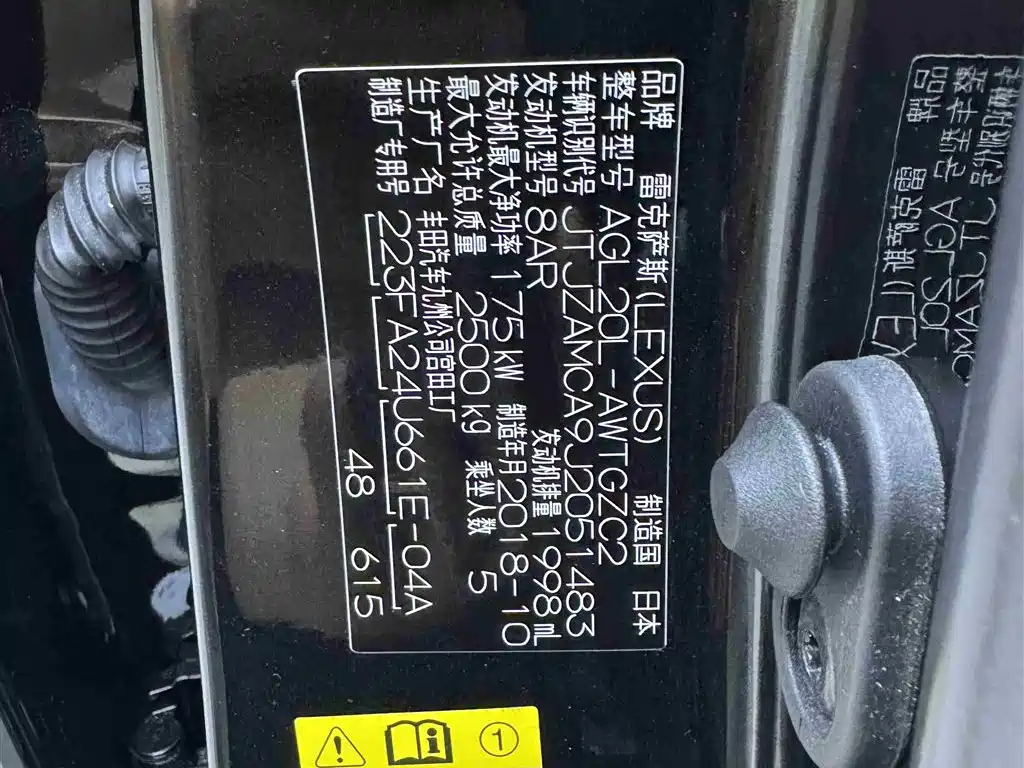 品牌 雷克萨斯(LEXUS) 制造国 日本
整车型号 AGL20L-AWTGZC2
车辆识别代号 JTJZAMCA9J2051483
发动机型号 8AR 发动机排量 1998mL
发动机最大净功率 175kW 制造年月 2018-10
最大允许总质量 2500kg 乘坐人数 5
生产厂名 丰田汽车九州公司宫田工厂
制造厂专用号 223FA24U661E-04A
48 615
1